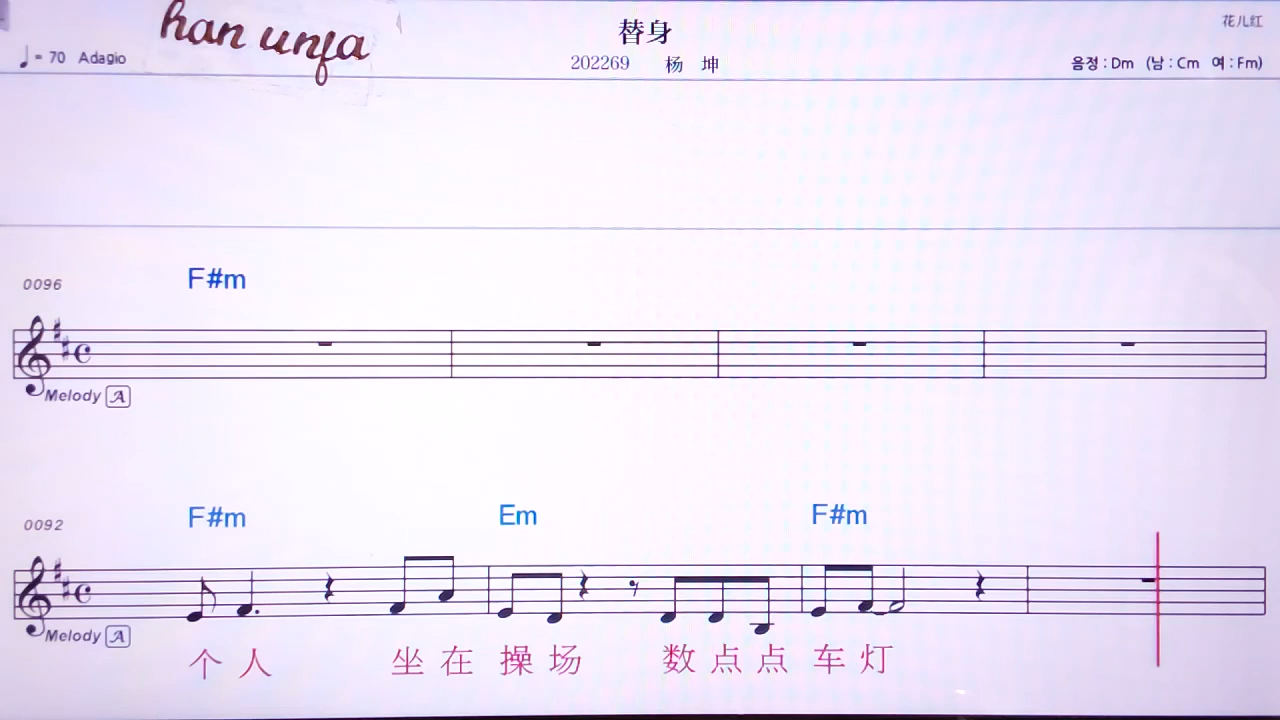 han unja
替身
花儿红
♩= 70 Adagio
202269 杨 坤
음정 : Dm (남 : Cm 여 : Fm)
0096
F#m
Melody A
0092
F#m Em F#m
Melody A
个 人 坐 在 操 场 数 点 点 车 灯